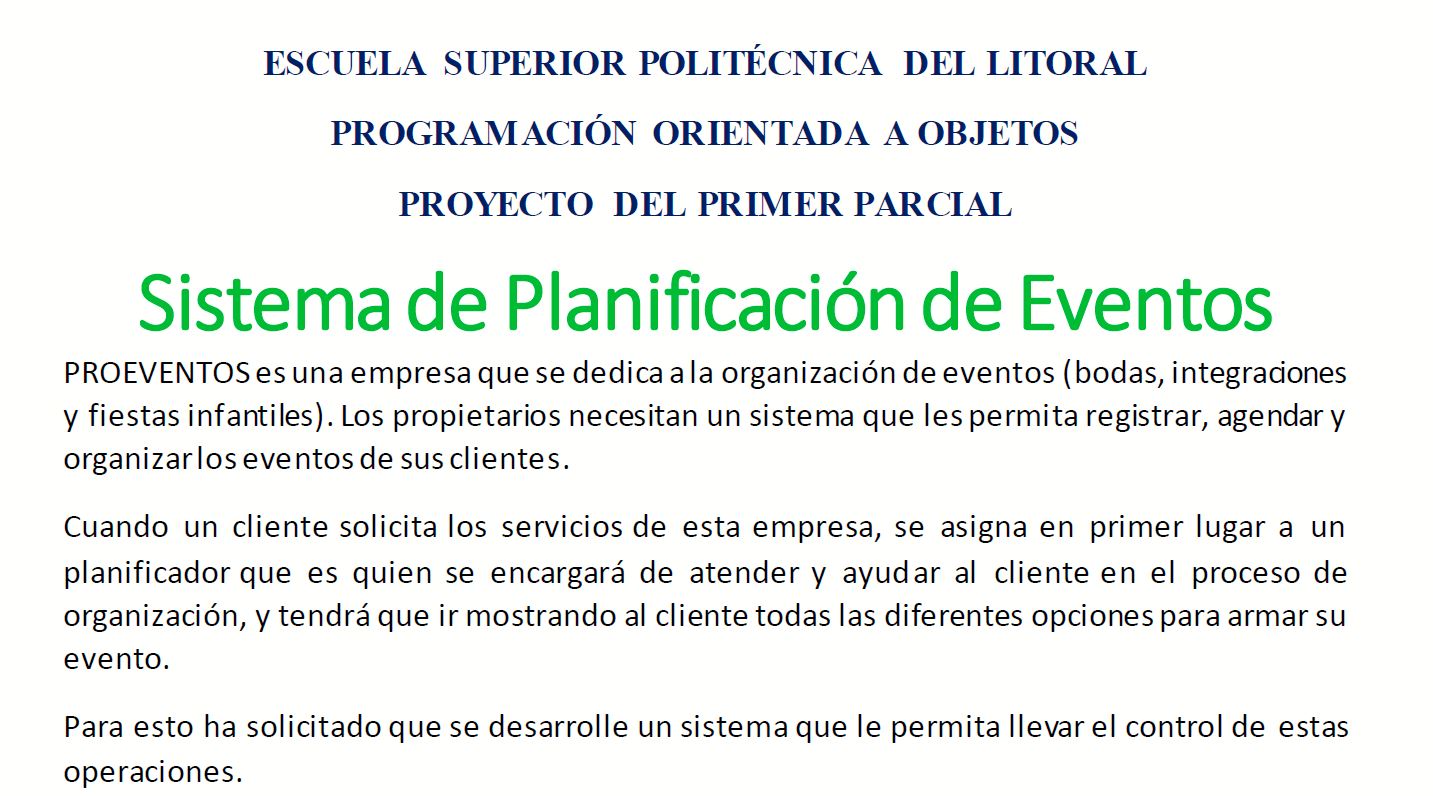 ESCUELA SUPERIOR POLITÉCNICA DEL LITORAL
PROGRAMACIÓN ORIENTADA A OBJETOS
PROYECTO DEL PRIMER PARCIAL
Sistema de Planificación de Eventos
PROEVENTOS es una empresa que se dedica a la organización de eventos (bodas, integraciones
y fiestas infantiles). Los propietarios necesitan un sistema que les permita registrar, agendar y
organizar los eventos de sus clientes.
Cuando un cliente solicita los servicios de esta empresa, se asigna en primer lugar a un
planificador que es quien se encargará de atender y ayudar al cliente en el proceso de
organización, y tendrá que ir mostrando al cliente todas las diferentes opciones para armar su
evento.
Para esto ha solicitado que se desarrolle un sistema que le permita llevar el control de estas
operaciones.